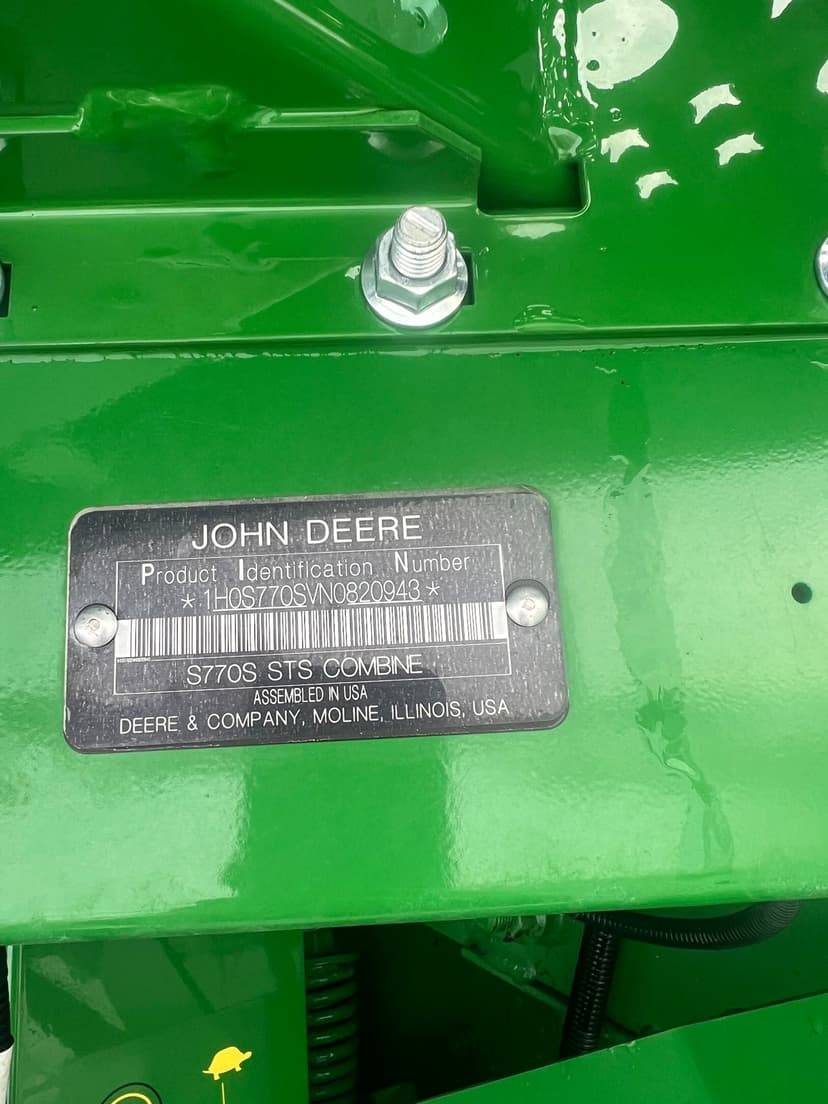 JOHN DEERE
Product Identification Number
*1H0S770SVN0820943*
S770S STS COMBINE
ASSEMBLED IN USA
DEERE & COMPANY, MOLINE, ILLINOIS, USA